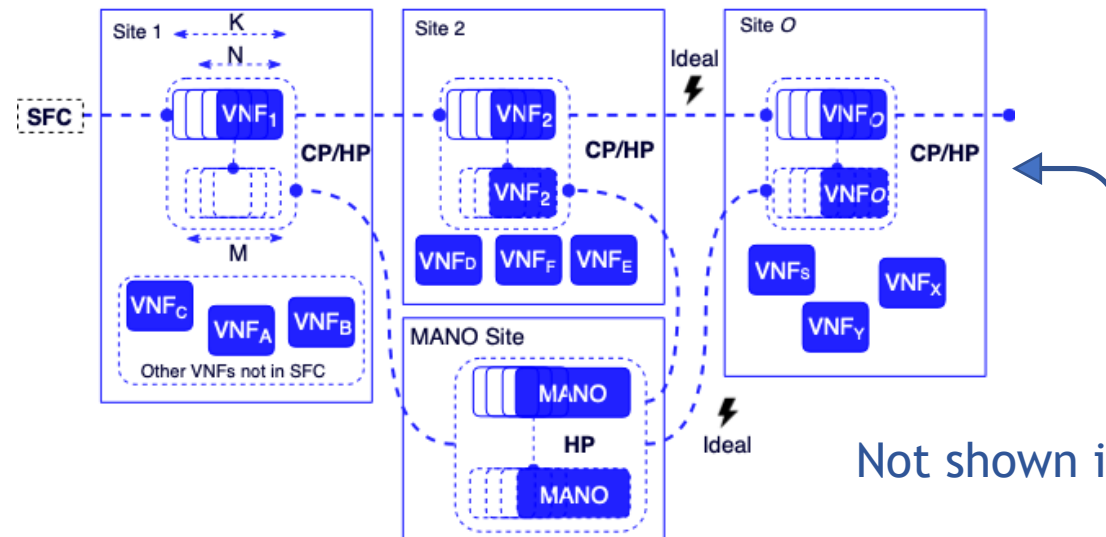 Site 1
K
N
SFC
VNF1
CP/HP
M
VNFC
VNFA
VNFB
Other VNFs not in SFC
Site 2
VNF2
CP/HP
VNF2
VNFD
VNFF
VNFE
Ideal
Site O
VNFO
CP/HP
VNFO
VNFS
VNFX
VNFY
MANO Site
MANO
HP
MANO
Ideal
Not shown i